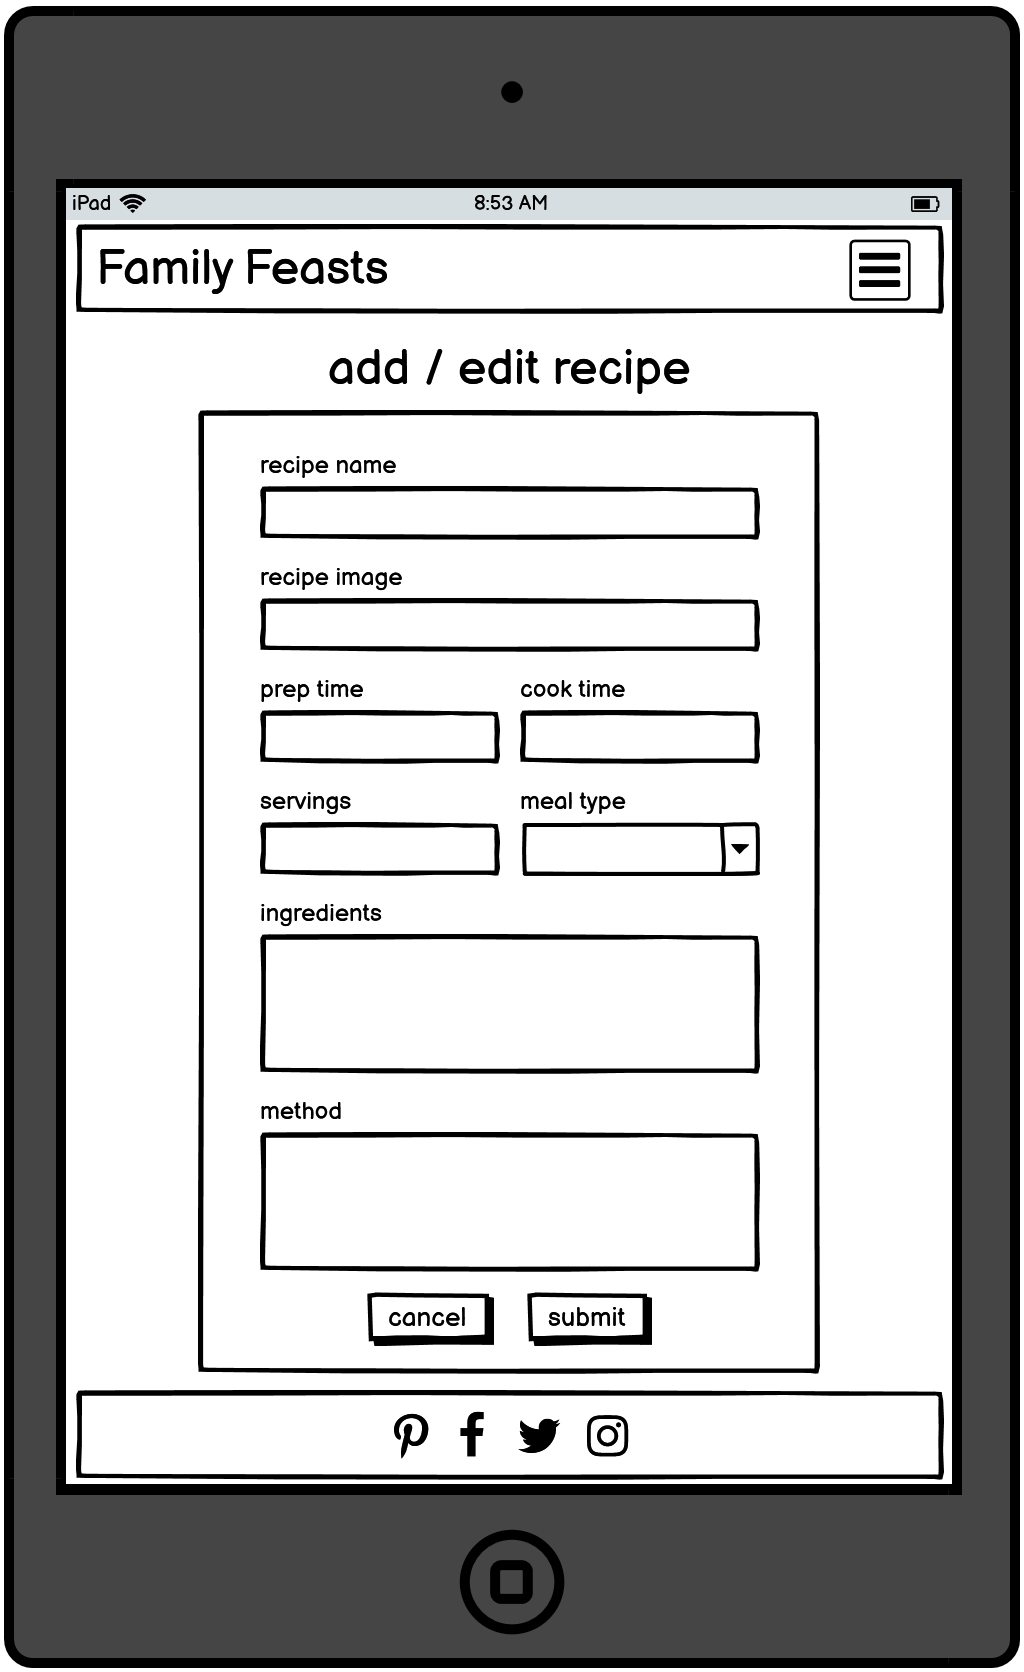 iPad 8:53 AM
Family Feasts
add / edit recipe
recipe name
recipe image
prep time cook time
servings meal type
ingredients
method
cancel submit